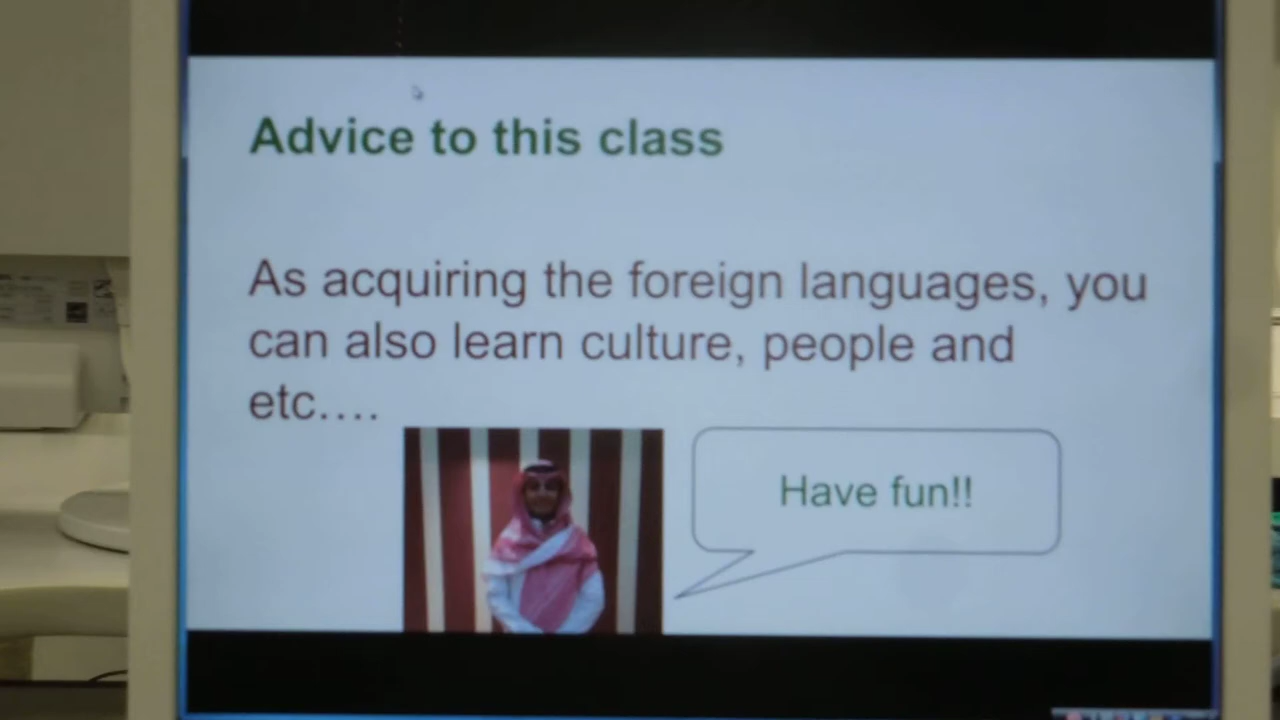 Advice to this class
As acquiring the foreign languages, you
can also learn culture, people and
etc....
Have fun!!